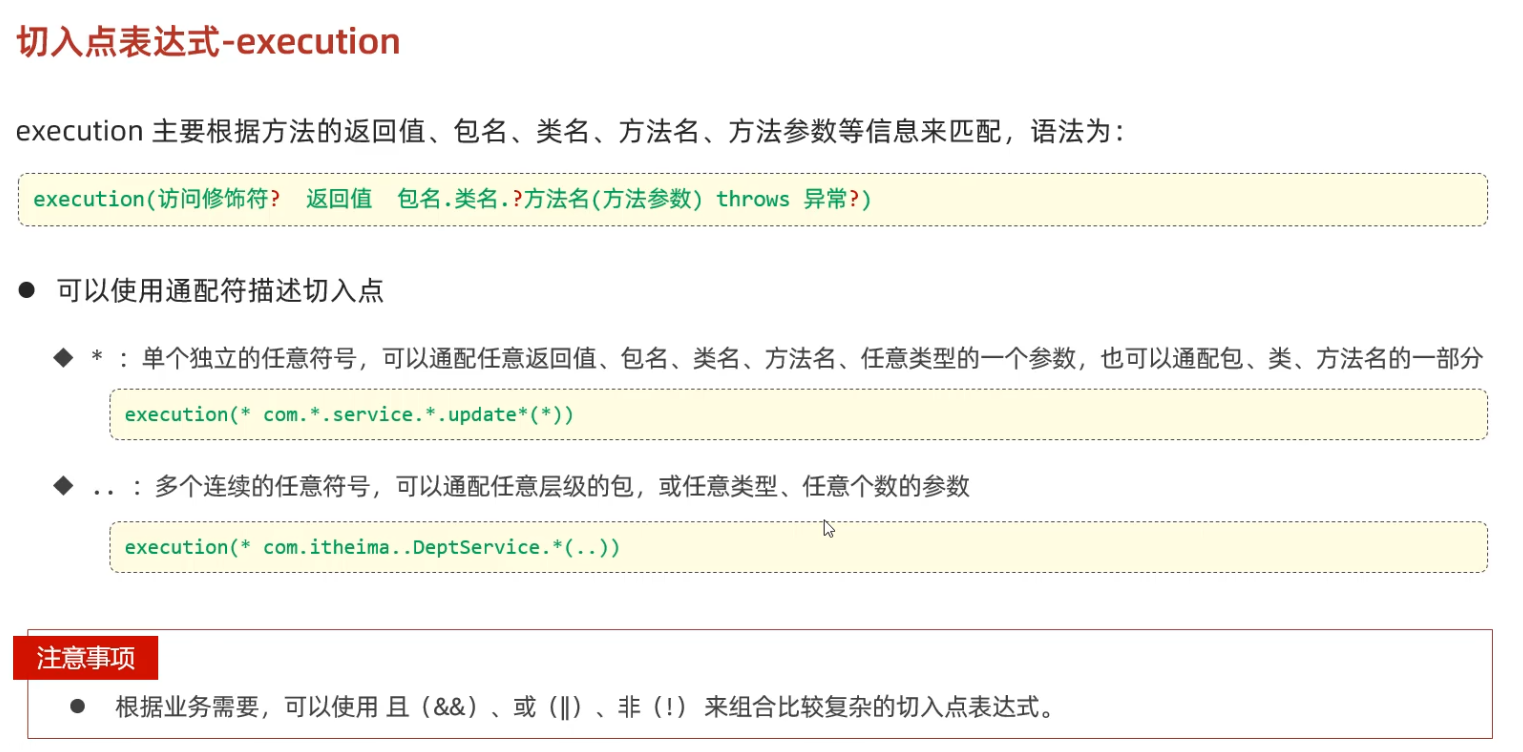 切入点表达式-execution
execution 主要根据方法的返回值、包名、类名、方法名、方法参数等信息来匹配，语法为：
execution(访问修饰符?  返回值  包名.类名.?方法名(方法参数) throws 异常?)
● 可以使用通配符描述切入点
◆ * ：单个独立的任意符号，可以通配任意返回值、包名、类名、方法名、任意类型的一个参数，也可以通配包、类、方法名的一部分
execution(* com.*.service.*.update*(*))
◆ .. ：多个连续的任意符号，可以通配任意层级的包，或任意类型、任意个数的参数
execution(* com.itheima..DeptService.*(..))
注意事项
● 根据业务需要，可以使用 且（&&）、或（||）、非（!） 来组合比较复杂的切入点表达式。